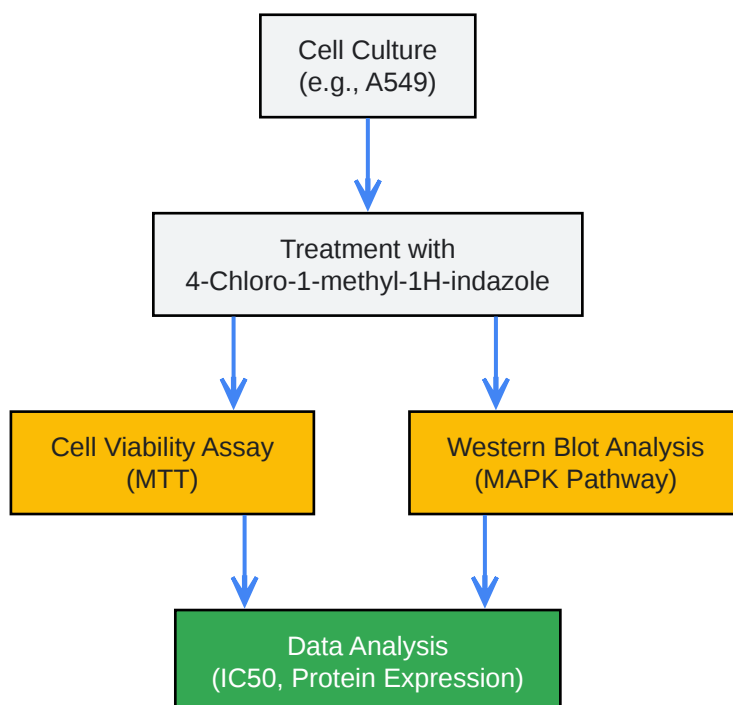 Cell Culture
(e.g., A549)
Treatment with
4-Chloro-1-methyl-1H-indazole
Cell Viability Assay
(MTT)
Western Blot Analysis
(MAPK Pathway)
Data Analysis
(IC50, Protein Expression)